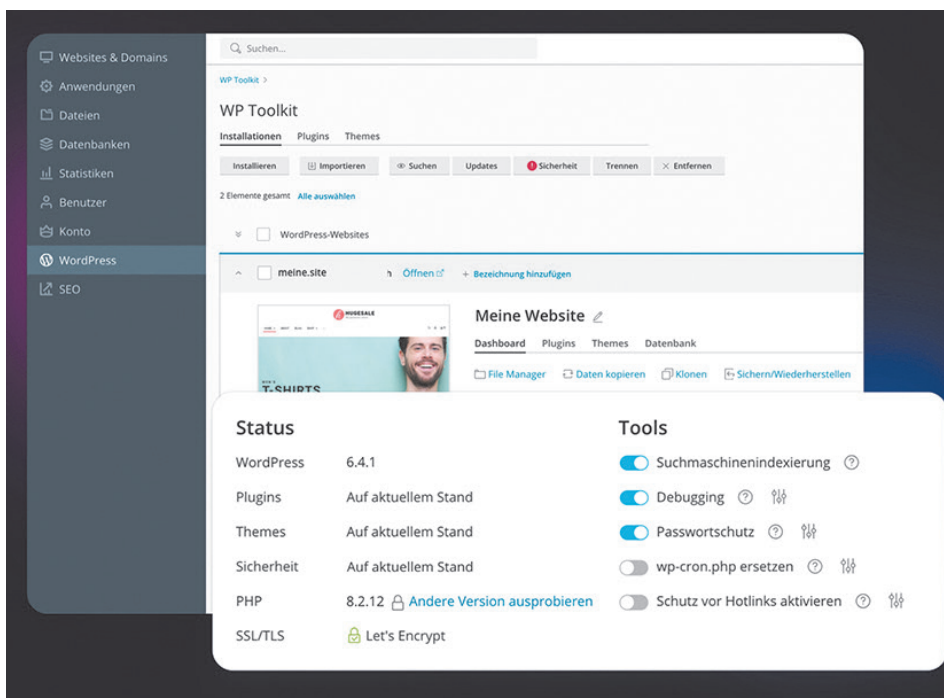 Websites & Domains
Anwendungen
Dateien
Datenbanken
Statistiken
Benutzer
Konto
WordPress
SEO
Suchen...
WP Toolkit >
WP Toolkit
Installationen Plugins Themes
Installieren Importieren Suchen Updates Sicherheit Trennen Entfernen
2 Elemente gesamt Alle auswählen
WordPress-Websites
meine.site Öffnen + Bezeichnung hinzufügen
HUGESALE
T-SHIRTS
Meine Website
Dashboard Plugins Themes Datenbank
File Manager Daten kopieren Klonen Sichern/Wiederherstellen
Status
WordPress 6.4.1
Plugins Auf aktuellem Stand
Themes Auf aktuellem Stand
Sicherheit Auf aktuellem Stand
PHP 8.2.12 Andere Version ausprobieren
SSL/TLS Let's Encrypt
Tools
Suchmaschinenindexierung
Debugging
Passwortschutz
wp-cron.php ersetzen
Schutz vor Hotlinks aktivieren